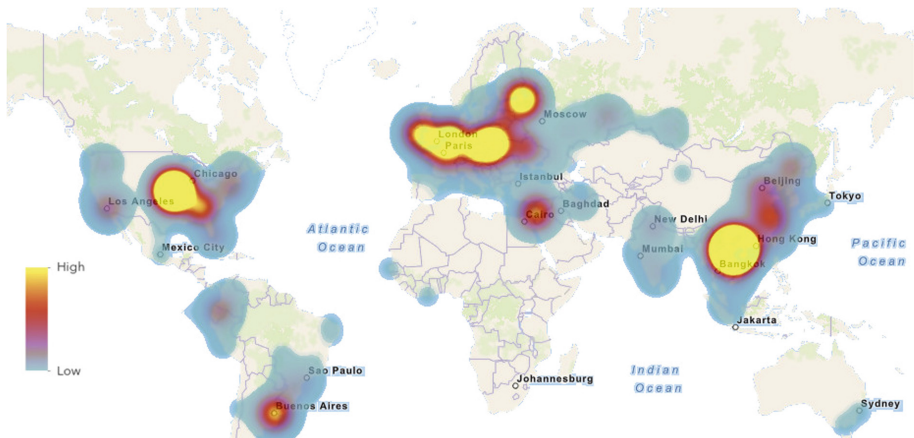 Moscow
London
Paris
Chicago
Istanbul
Beijing
Los Angeles
Baghdad
Tokyo
Cairo
New Delhi
Atlantic
Ocean
Mexico City
Mumbai
Hong Kong
Pacific
Ocean
High
Bangkok
Jakarta
Low
Sao Paulo
Indian
Ocean
Johannesburg
Buenos Aires
Sydney